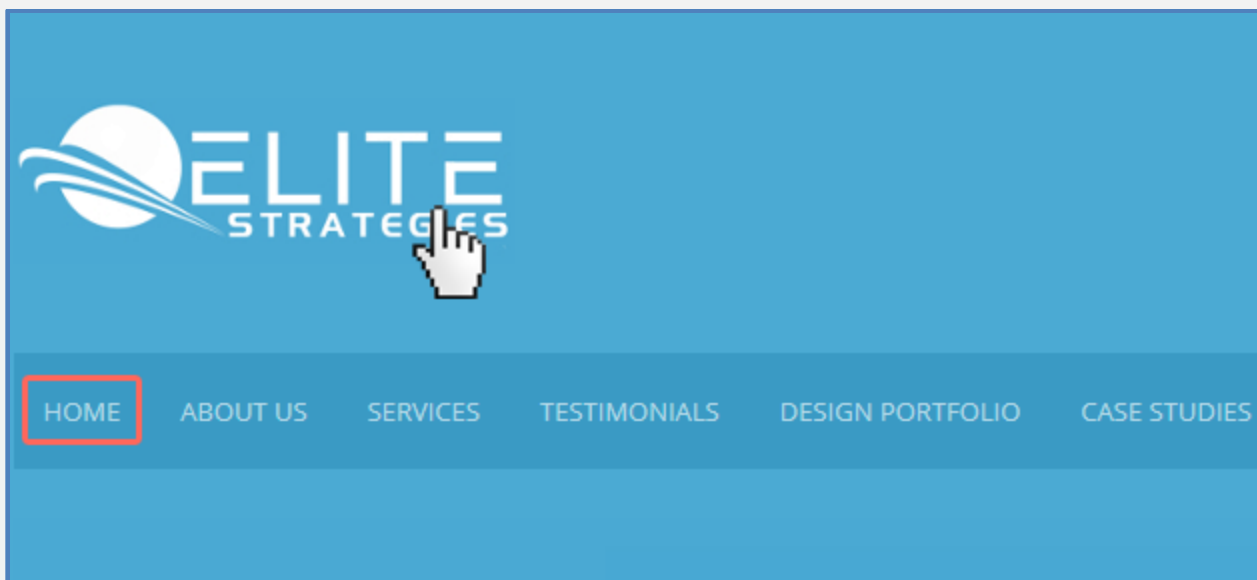 ELITE
STRATEGIES
HOME ABOUT US SERVICES TESTIMONIALS DESIGN PORTFOLIO CASE STUDIES